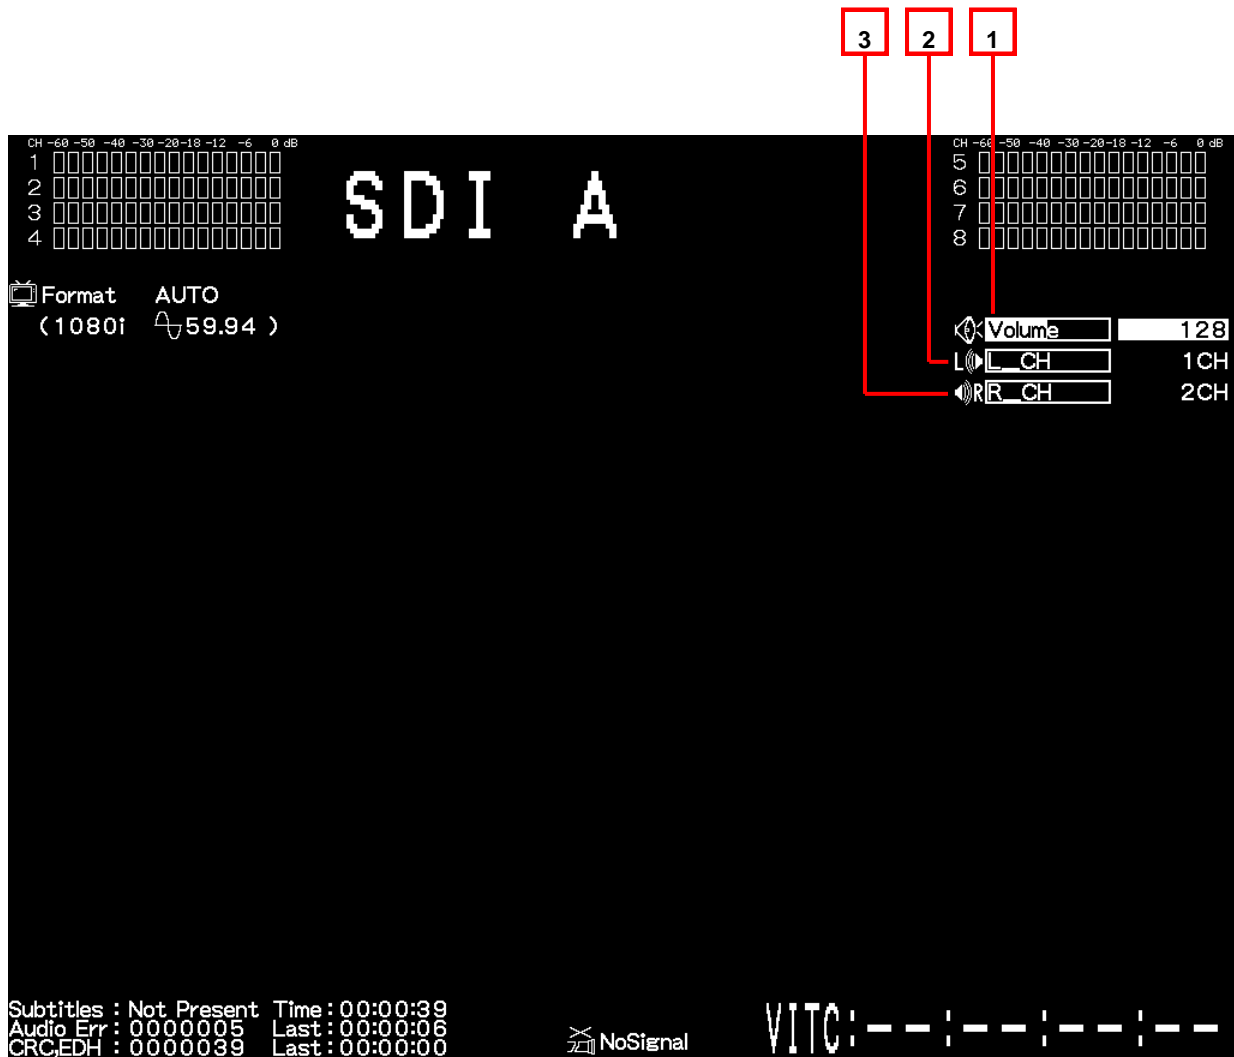 3 2 1
CH -60 -50 -40 -30 -20 -18 -12 -6 0 dB
1
2
3
4
SDI A
CH -60 -50 -40 -30 -20 -18 -12 -6 0 dB
5
6
7
8
Format AUTO
(1080i 59.94 )
Volume 128
L L_CH 1CH
R R_CH 2CH
Subtitles : Not Present Time : 00:00:39
Audio Err : 0000005 Last : 00:00:06
CRC,EDH : 0000039 Last : 00:00:00
NoSignal
VITC:--:--:--:--